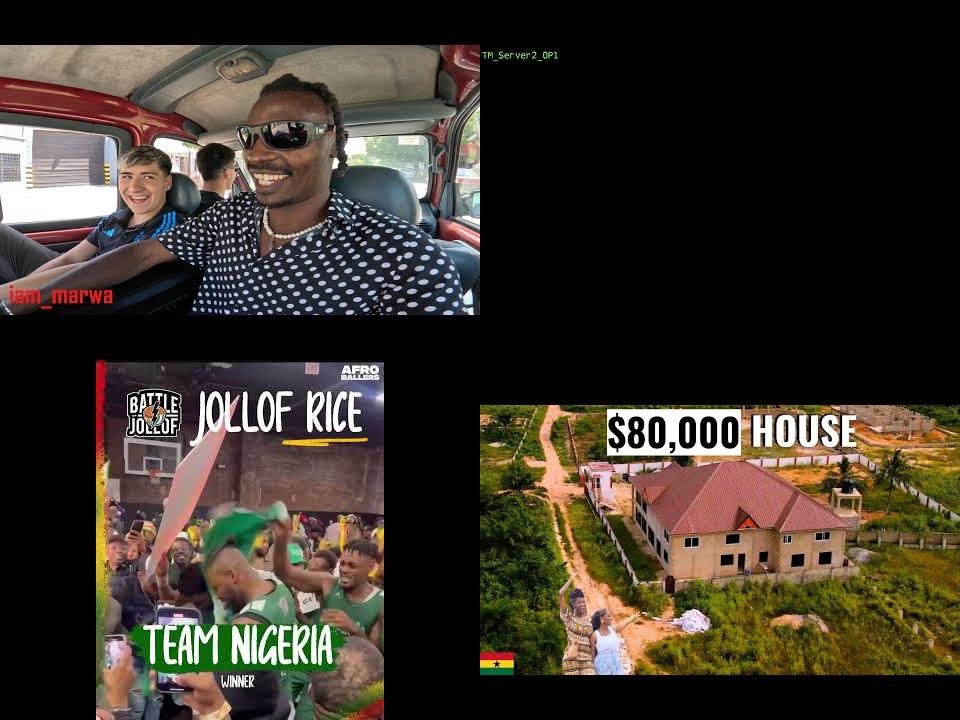 TM_Server2_OP1
iam_marwa
AFRO
BALLERS
BATTLE
JOLLOF
JOLLOF RICE
TEAM NIGERIA
WINNER
$80,000 HOUSE